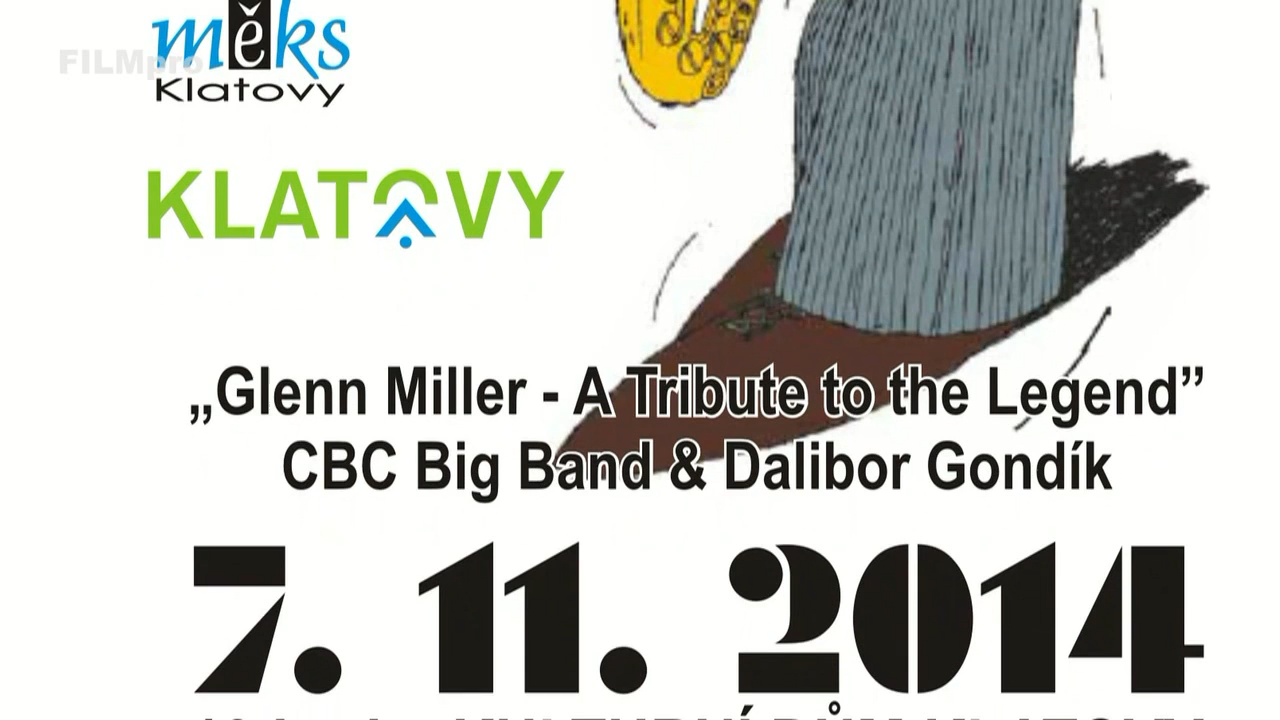 FILMpro
měks
Klatovy
KLATOVY
„Glenn Miller - A Tribute to the Legend”
CBC Big Band & Dalibor Gondík
7. 11. 2014